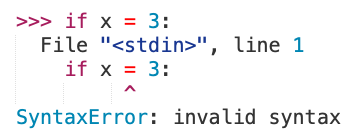 >>> if x = 3:
  File "<stdin>", line 1
    if x = 3:
         ^
SyntaxError: invalid syntax